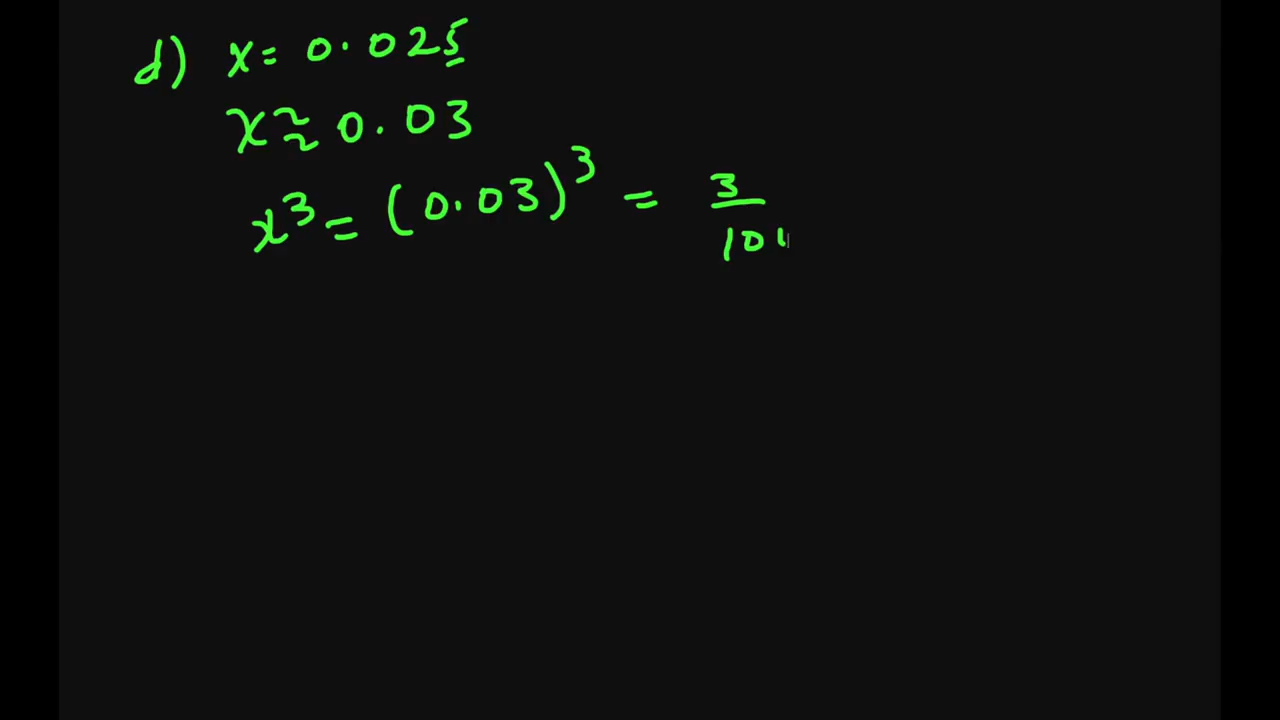 d) x = 0.025
x ≈ 0.03
x³ = (0.03)³ = 3/10